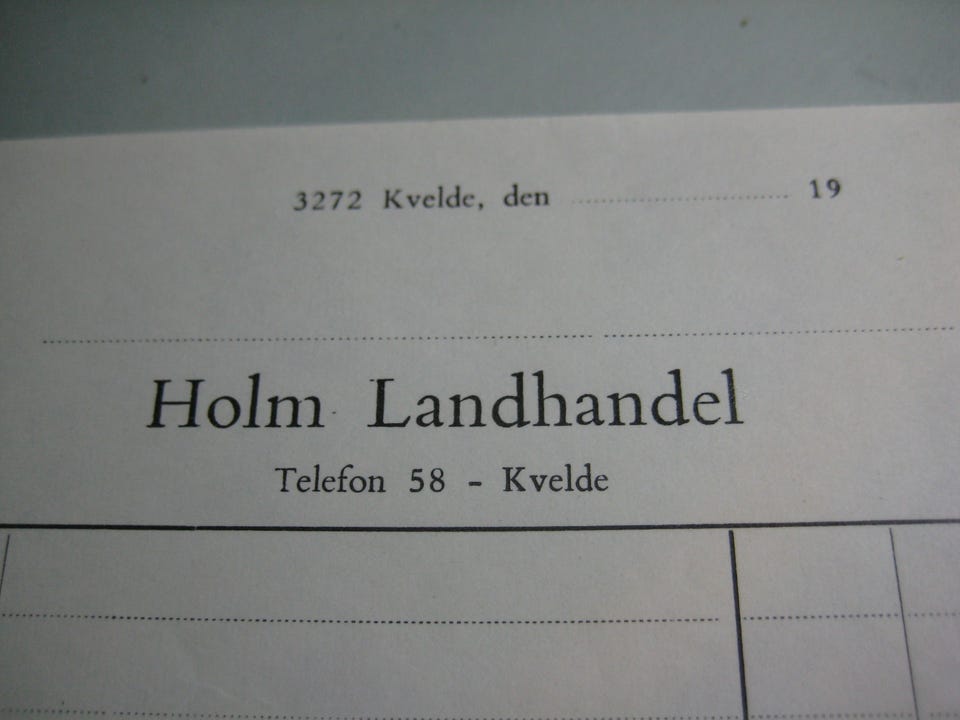 3272 Kvelde, den 19
Holm Landhandel
Telefon 58 - Kvelde